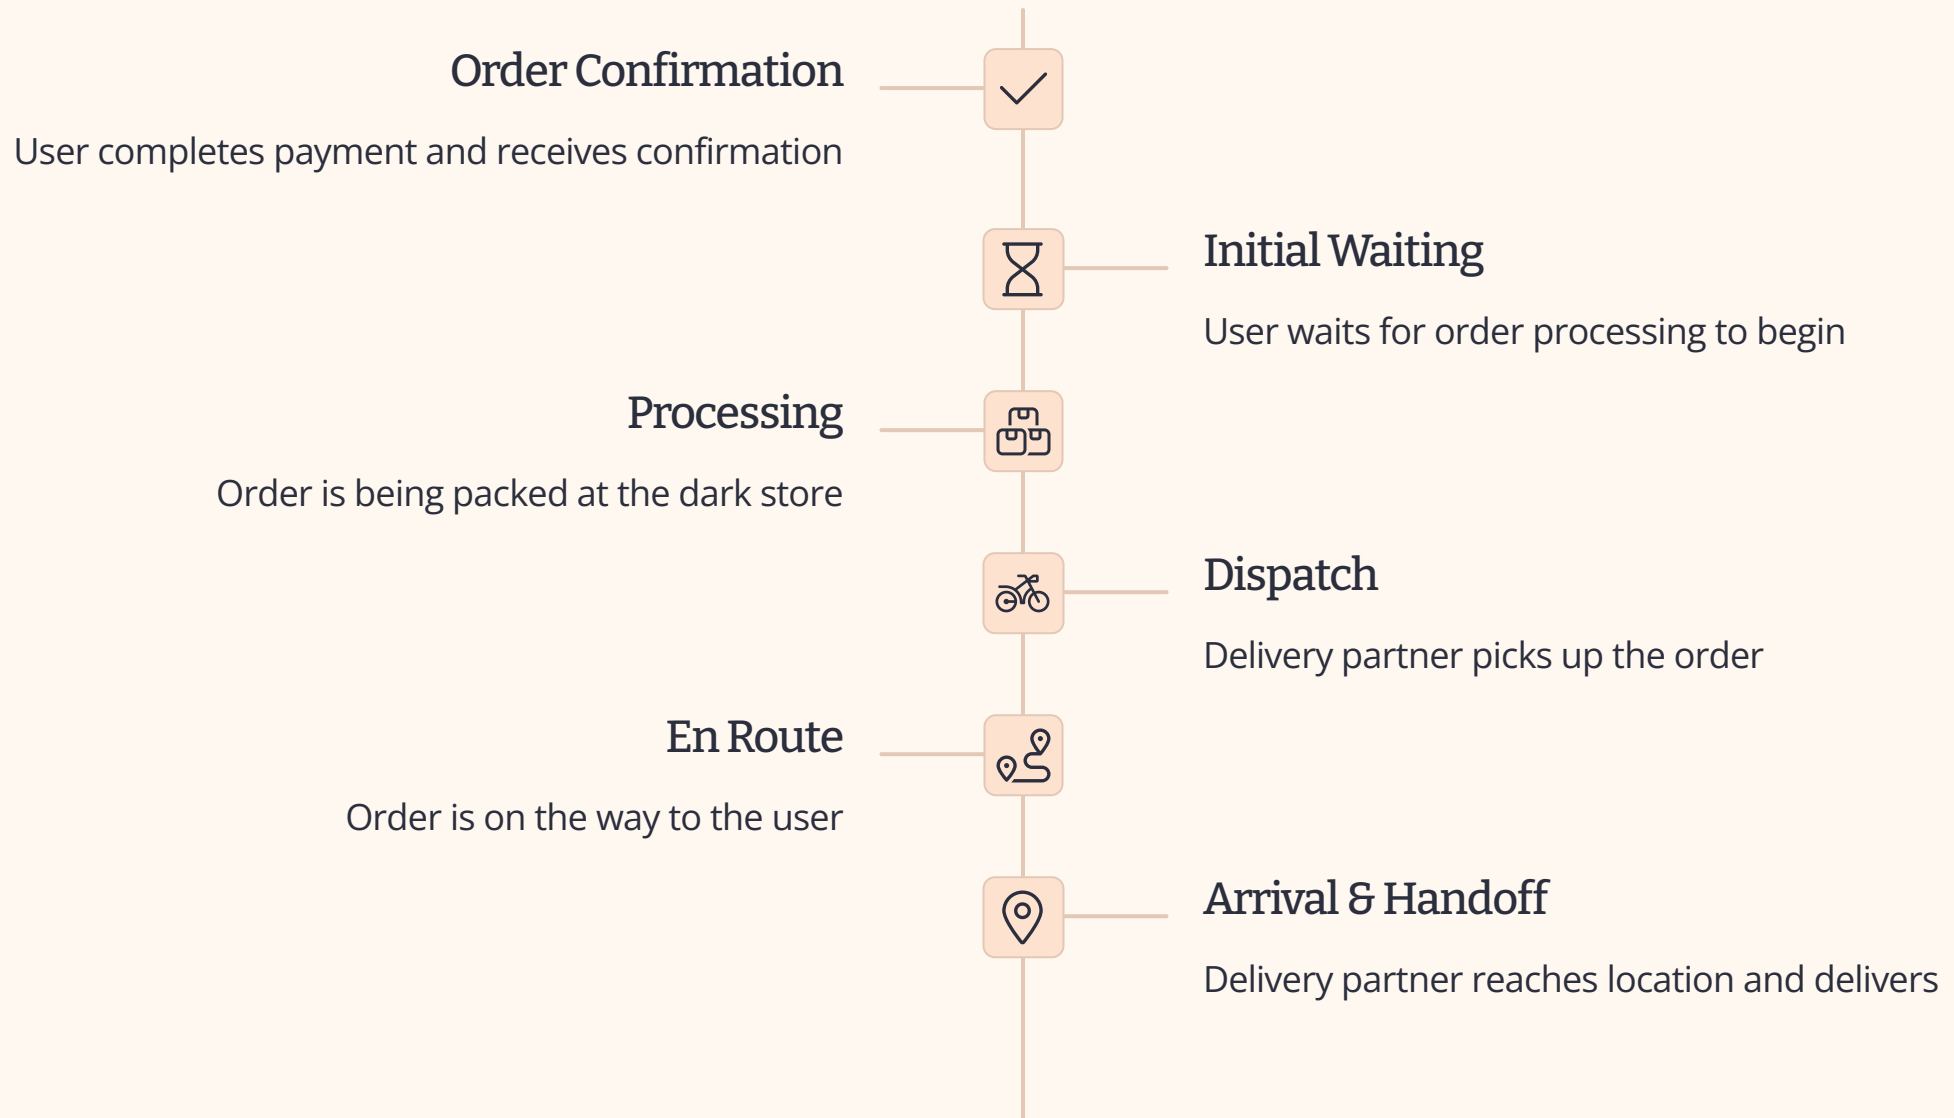 Order Confirmation
User completes payment and receives confirmation
Initial Waiting
User waits for order processing to begin
Processing
Order is being packed at the dark store
Dispatch
Delivery partner picks up the order
En Route
Order is on the way to the user
Arrival & Handoff
Delivery partner reaches location and delivers